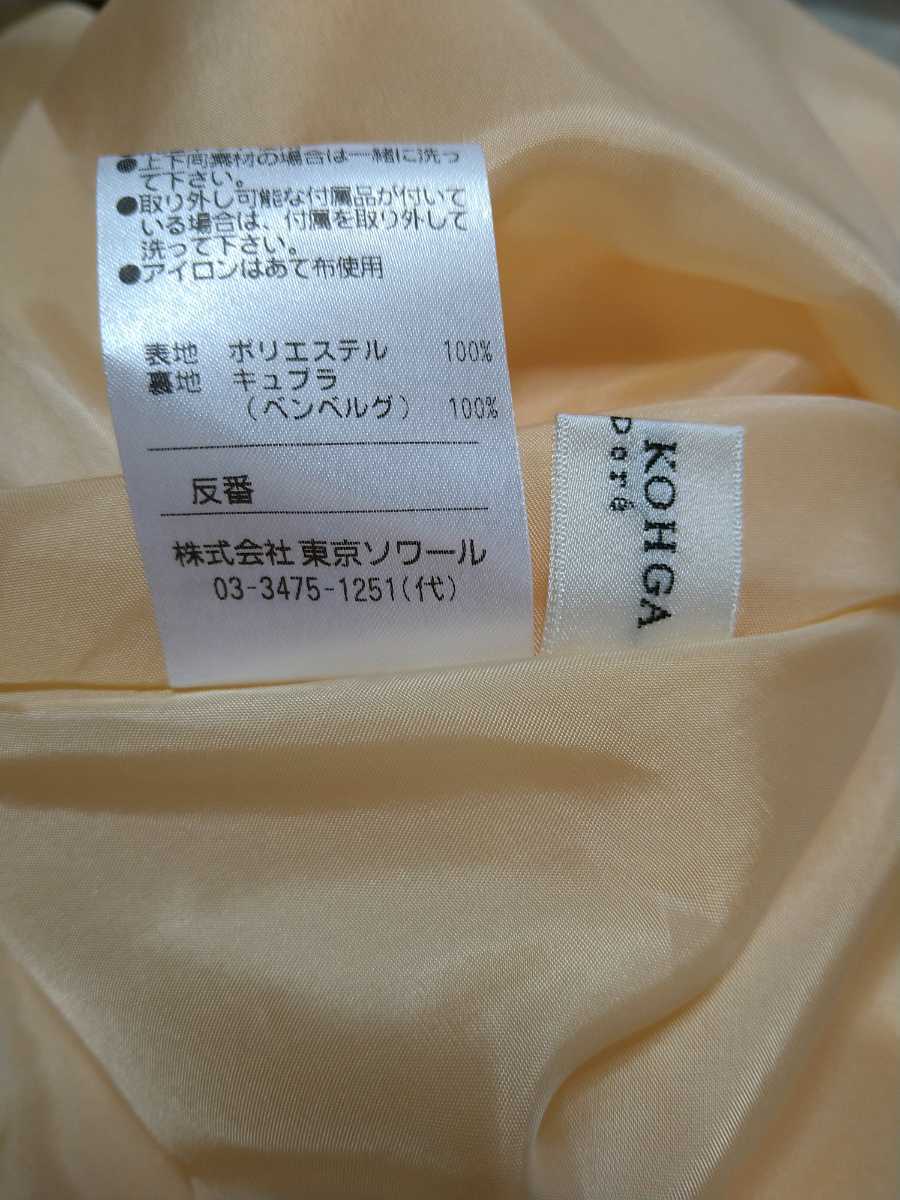 ●上下同素材の場合は一緒に洗っ
て下さい。
●取り外し可能な付属品が付いて
いる場合は、付属を取り外して
洗って下さい。
●アイロンはあて布使用
表地 ポリエステル 100%
裏地 キュプラ
(ベンベルグ) 100%
反番
株式会社 東京ソワール
03-3475-1251(代)
KOHGA
Doré